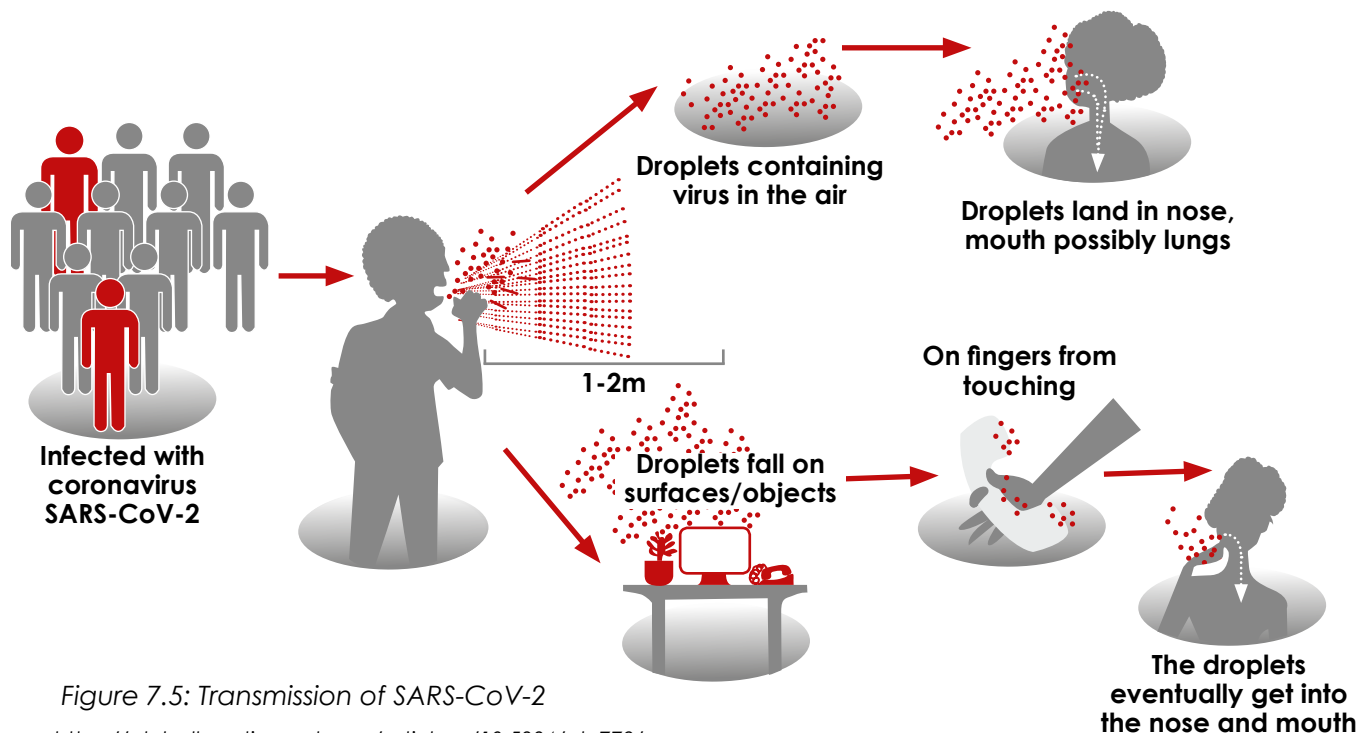 Droplets containing
virus in the air
Droplets land in nose,
mouth possibly lungs
1-2m
Infected with
coronavirus
SARS-CoV-2
Droplets fall on
surfaces/objects
On fingers from
touching
The droplets
eventually get into
the nose and mouth
Figure 7.5: Transmission of SARS-CoV-2